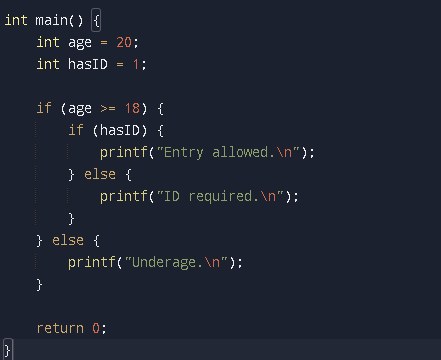 int main() {
    int age = 20;
    int hasID = 1;

    if (age >= 18) {
        if (hasID) {
            printf("Entry allowed.\n");
        } else {
            printf("ID required.\n");
        }
    } else {
        printf("Underage.\n");
    }

    return 0;
}